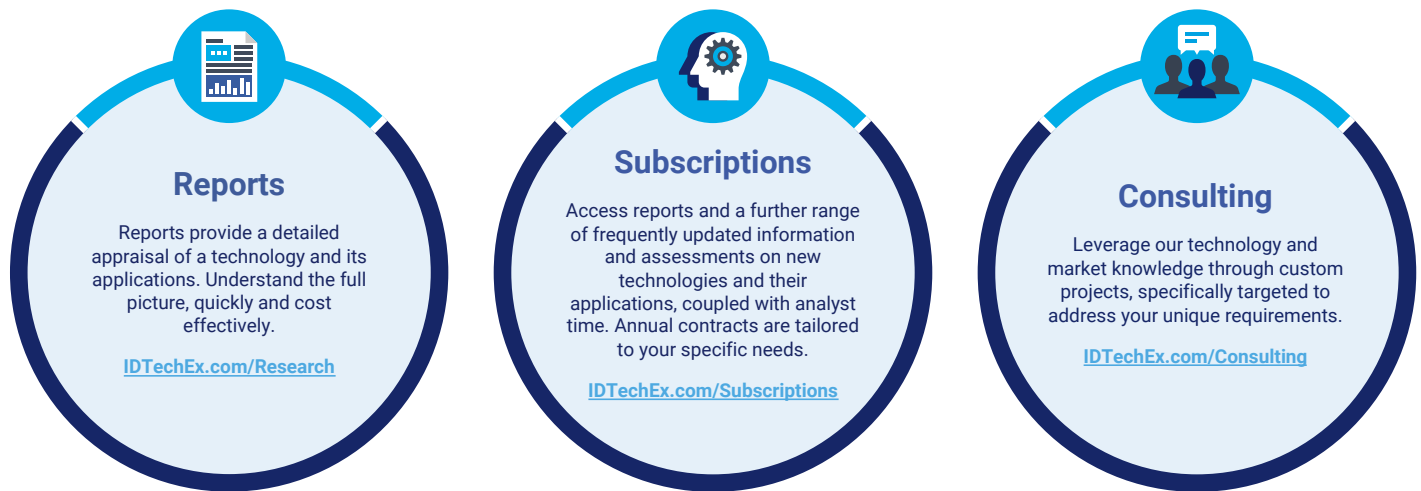 Reports
Reports provide a detailed
appraisal of a technology and its
applications. Understand the full
picture, quickly and cost
effectively.
IDTechEx.com/Research
Subscriptions
Access reports and a further range
of frequently updated information
and assessments on new
technologies and their
applications, coupled with analyst
time. Annual contracts are tailored
to your specific needs.
IDTechEx.com/Subscriptions
Consulting
Leverage our technology and
market knowledge through custom
projects, specifically targeted to
address your unique requirements.
IDTechEx.com/Consulting